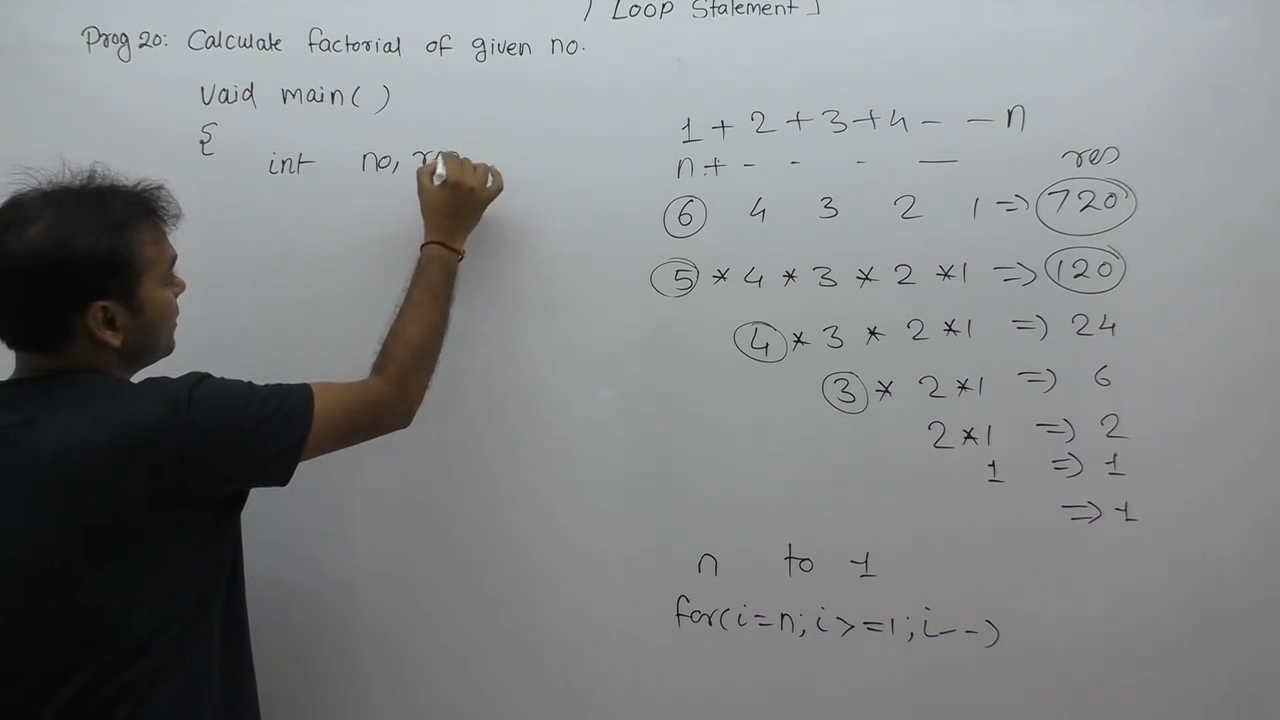 Loop Statement ]
Prog 20: Calculate factorial of given no.
void main( )
{
int no,
1 + 2 + 3 + 4 - - - n
n + - - - —
res
6 4 3 2 1 => 720
5 * 4 * 3 * 2 * 1 => 120
4 * 3 * 2 * 1 => 24
3 * 2 * 1 => 6
2 * 1 => 2
1 => 1
=> 1
n to 1
for(i=n; i>=1; i--)